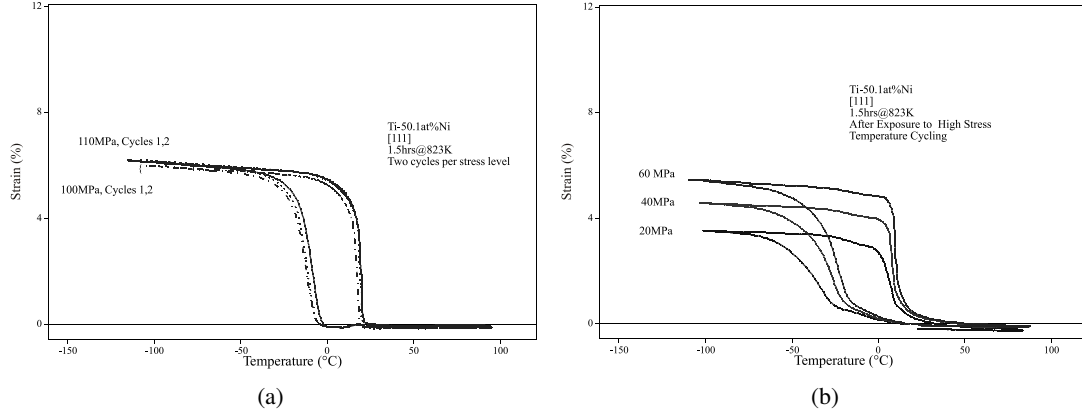 12
8
4
0
Strain (%)
110MPa, Cycles 1,2
100MPa, Cycles 1,2
Ti-50.1at%Ni
[111]
1.5hrs@823K
Two cycles per stress level
-150
-100
-50
0
50
100
Temperature (°C)
(a)
12
8
4
0
Strain (%)
Ti-50.1at%Ni
[111]
1.5hrs@823K
After Exposure to High Stress
Temperature Cycling
60 MPa
40MPa
20MPa
-150
-100
-50
0
50
100
Temperature (°C)
(b)